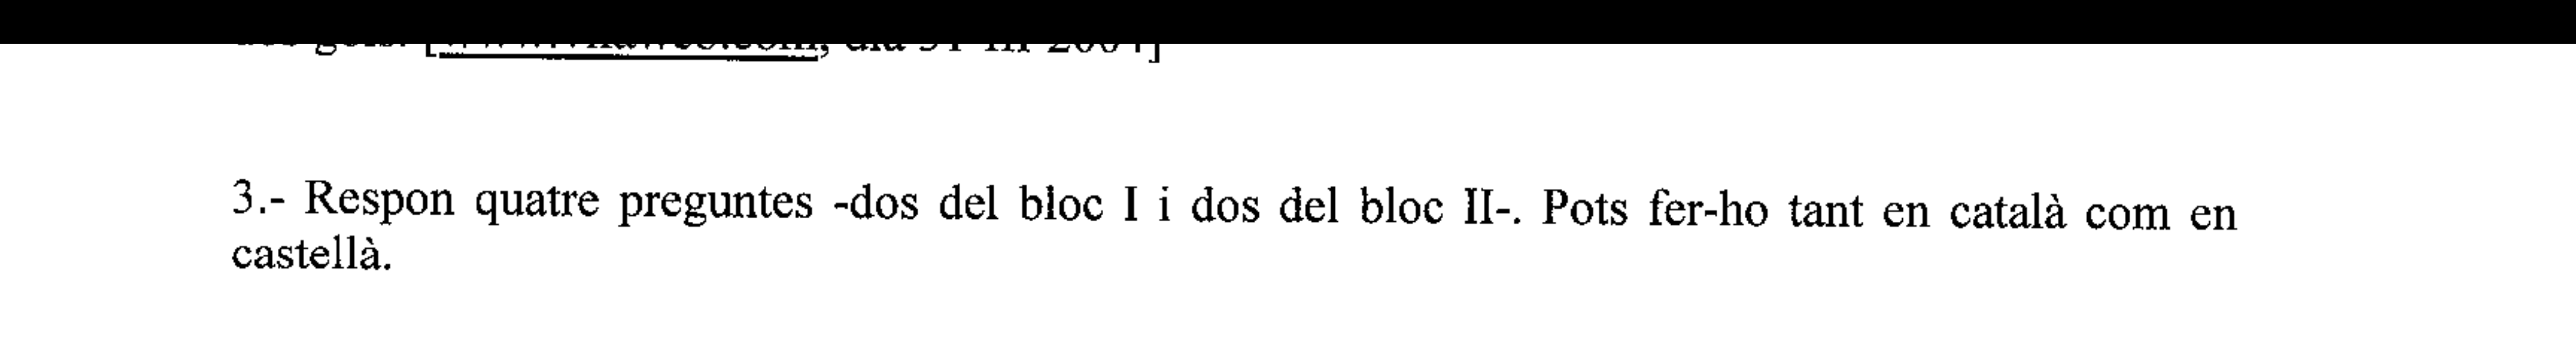 3.- Respon quatre preguntes -dos del bloc I i dos del bloc II-. Pots fer-ho tant en català com en
castellà.